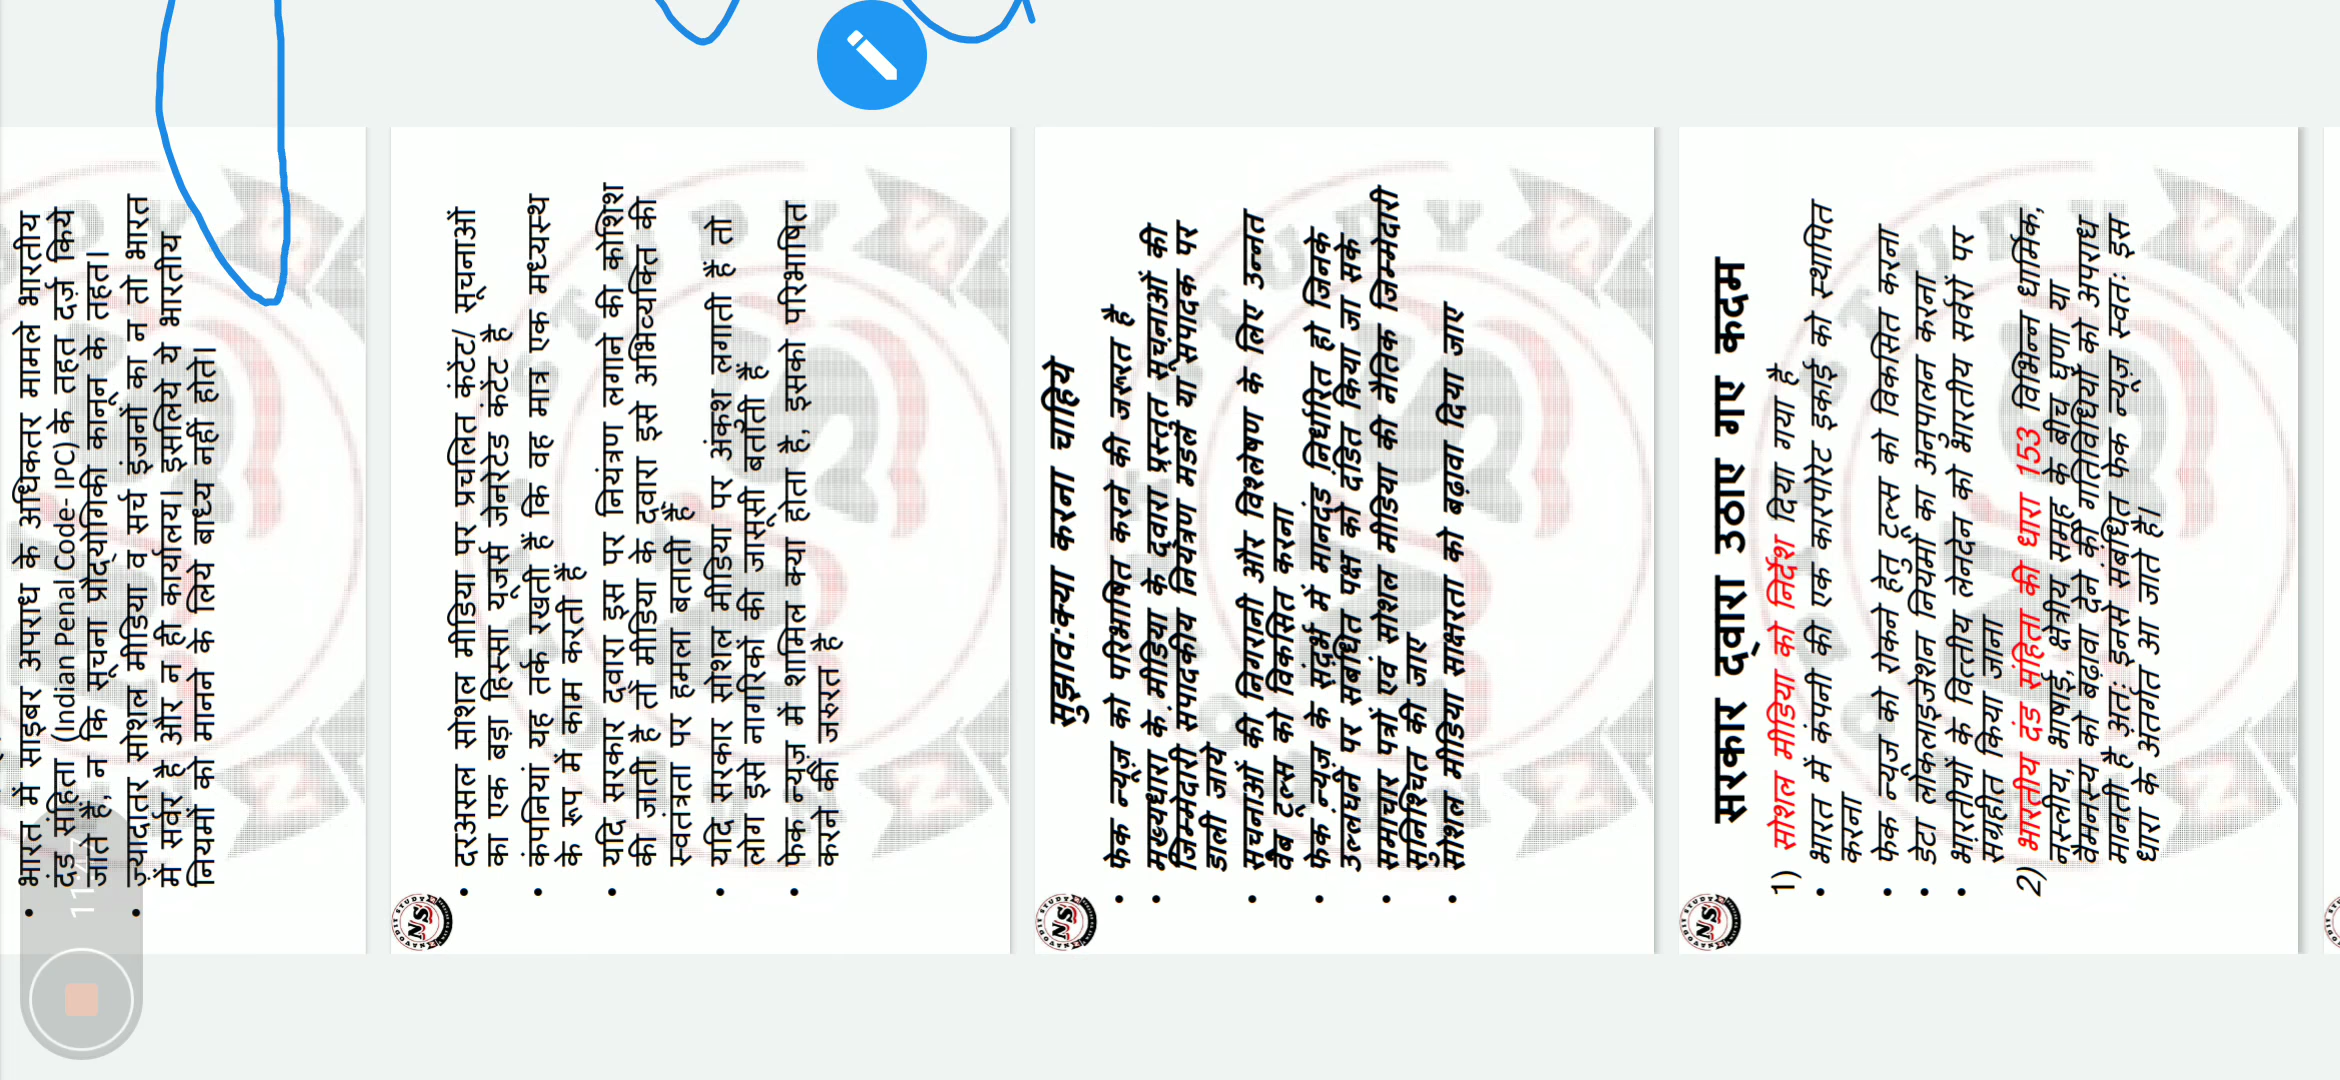 भारत में साइबर अपराध के अधिकतर मामले भारतीय
दंड संहिता (Indian Penal Code- IPC) के तहत दर्ज़ किये
जाते हैं, न कि सूचना प्रौद्योगिकी कानून के तहत।
ज़्यादातर सोशल मीडिया व सर्च इंजनों का न तो भारत
में सर्वर है और न ही कार्यालय। इसलिये ये भारतीय
नियमों को मानने के लिये बाध्य नहीं होते।
दरअसल सोशल मीडिया पर प्रचलित कंटेंट/ सूचनाओं
का एक बड़ा हिस्सा यूजर्स जेनरेटेड कंटेंट है
कंपनियां यह तर्क रखती हैं कि वह मात्र एक मध्यस्थ
के रूप में काम करती हैं
यदि सरकार द्वारा इस पर नियंत्रण लगाने की कोशिश
की जाती है तो मीडिया के द्वारा इसे अभिव्यक्ति की
स्वतंत्रता पर हमला बताती है
यदि सरकार सोशल मीडिया पर अंकुश लगाती हैं तो
लोग इसे नागरिकों की जासूसी बताती हैं
फेक न्यूज़ में शामिल क्या होता है, इसको परिभाषित
करने की जरुरत है
सुझाव:क्या करना चाहिये
फेक न्यूज़ को परिभाषित करने की जरूरत है
मुख्यधारा के मीडिया के द्वारा प्रस्तुत सूचनाओं की
जिम्मेदारी संपादकीय नियंत्रण मंडल या संपादक पर
डाली जाये
सूचनाओं की निगरानी और विश्लेषण के लिए उन्नत
वेब टूल्स को विकसित करना
फेक न्यूज़ के संदर्भ में मानदंड निर्धारित हो जिनके
उल्लंघन पर संबंधित पक्ष को दंडित किया जा सके
समाचार पत्रों एवं सोशल मीडिया की नैतिक जिम्मेदारी
सुनिश्चित की जाए
सोशल मीडिया साक्षरता को बढ़ावा दिया जाए
सरकार द्वारा उठाए गए कदम
1) सोशल मीडिया को निर्देश दिया गया है
भारत में कंपनी की एक कारपोरेट इकाई को स्थापित
करना
फेक न्यूज को रोकने हेतु टूल्स को विकसित करना
डेटा लोकलाइजेशन नियमों का अनुपालन करना
भारतीयों के वित्तीय लेनदेन को भारतीय सर्वरों पर
संग्रहीत किया जाना
2) भारतीय दंड संहिता की धारा 153 विभिन्न धार्मिक,
नस्लीय, भाषाई, क्षेत्रीय समूह के बीच घृणा या
वैमनस्य को बढ़ावा देने की गतिविधियों को अपराध
मानती है अंत: इनसे संबंधित फेक न्यूज़ स्वत: इस
धारा के अंतर्गत आ जाते है।